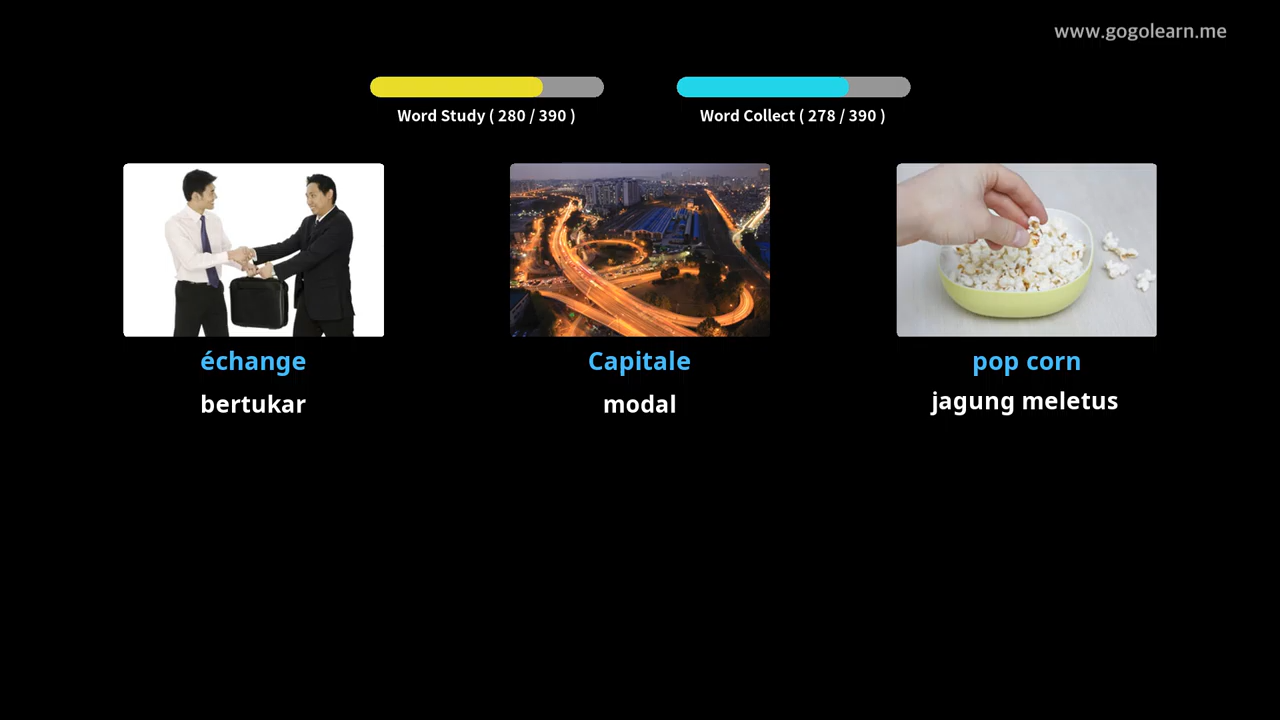 www.gogolearn.me
Word Study ( 280 / 390 )
Word Collect ( 278 / 390 )
échange
Capitale
pop corn
bertukar
modal
jagung meletus